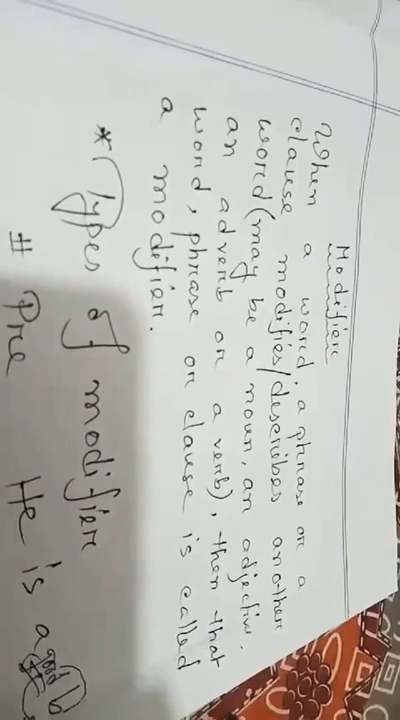 Modifier
When a word, a phrase or a
clause modifies/describes another
word (may be a noun, an adjective,
an adverb or a verb), then that
word, phrase or clause is called
a modifier.
* Types of modifier
# Pre He is a good b